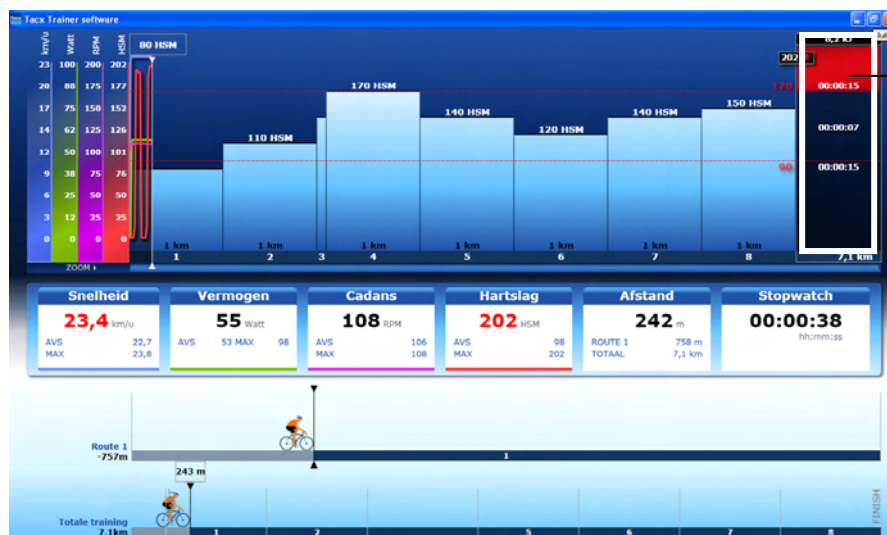 Tacx Trainer software
km/u Watt RPM HSM
80 HSM
23 100 200 202
20 88 175 177
17 75 150 152
14 62 125 126
12 50 100 101
9 38 75 76
6 25 50 50
3 12 25 25
0 0 0 0
ZOOM
110 HSM
170 HSM
140 HSM
120 HSM
140 HSM
150 HSM
202
170
90
00:00:15
00:00:07
00:00:15
1 km 1 km 1 km 1 km 1 km 1 km 1 km
1 2 3 4 5 6 7 8 7,1 km
Snelheid
23,4 km/u
AVS 22,7
MAX 23,8
Vermogen
55 Watt
AVS 53 MAX 98
Cadans
108 RPM
AVS 106
MAX 108
Hartslag
202 HSM
AVS 98
MAX 202
Afstand
242 m
ROUTE 1 758 m
TOTAAL 7,1 km
Stopwatch
00:00:38
hh:mm:ss
Route 1
-757m
1
243 m
Totale training
7.1km
1 2 5 6 7 8
FINISH